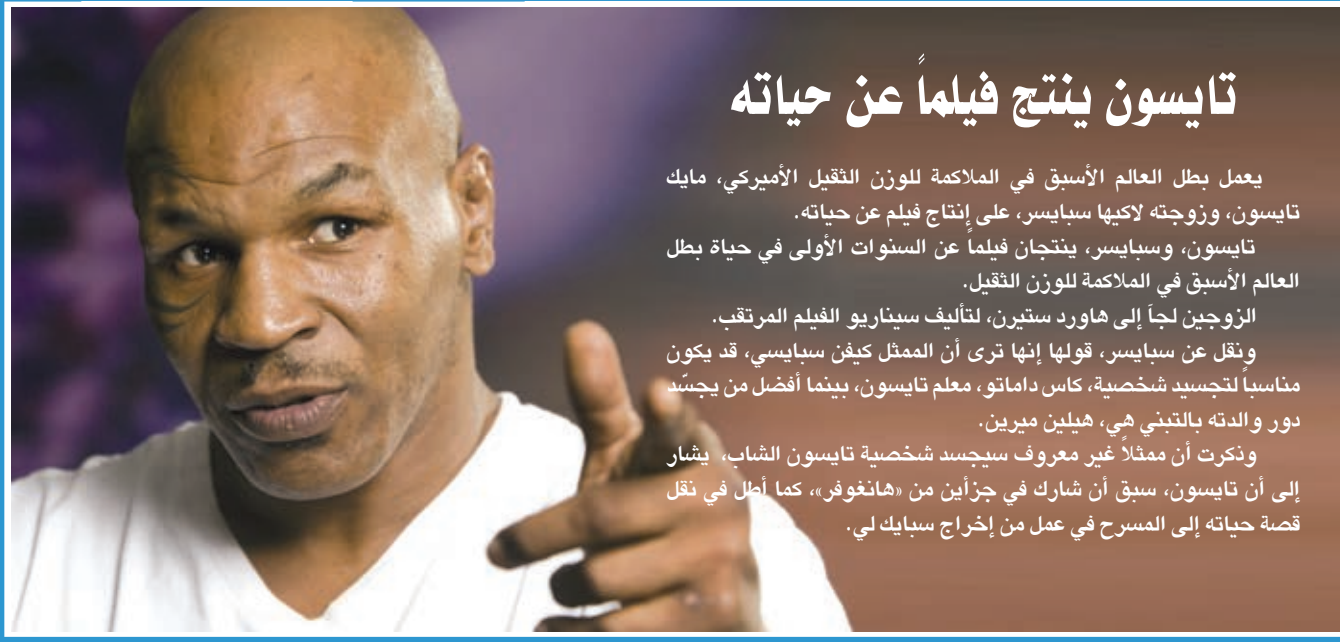 تايسون ينتج فيلماً عن حياته
يعمل بطل العالم الأسبق في الملاكمة للوزن الثقيل الأميركي، مايك
تايسون، وزوجته لاكيها سبايسر، على إنتاج فيلم عن حياته.
تايسون، وسبايسر، ينتجان فيلماً عن السنوات الأولى في حياة بطل
العالم الأسبق في الملاكمة للوزن الثقيل.
الزوجين لجآ إلى هاورد ستيرن، لتأليف سيناريو الفيلم المرتقب.
ونقل عن سبايسر، قولها إنها ترى أن الممثل كيفن سبايسي، قد يكون
مناسباً لتجسيد شخصية، كاس داماتو، معلم تايسون، بينما أفضل من يجسّد
دور والدته بالتبني هي، هيلين ميرين.
وذكرت أن ممثلاً غير معروف سيجسد شخصية تايسون الشاب، يشار
إلى أن تايسون، سبق أن شارك في جزأين من «هانغوفر»، كما أطل في نقل
قصة حياته إلى المسرح في عمل من إخراج سبايك لي.